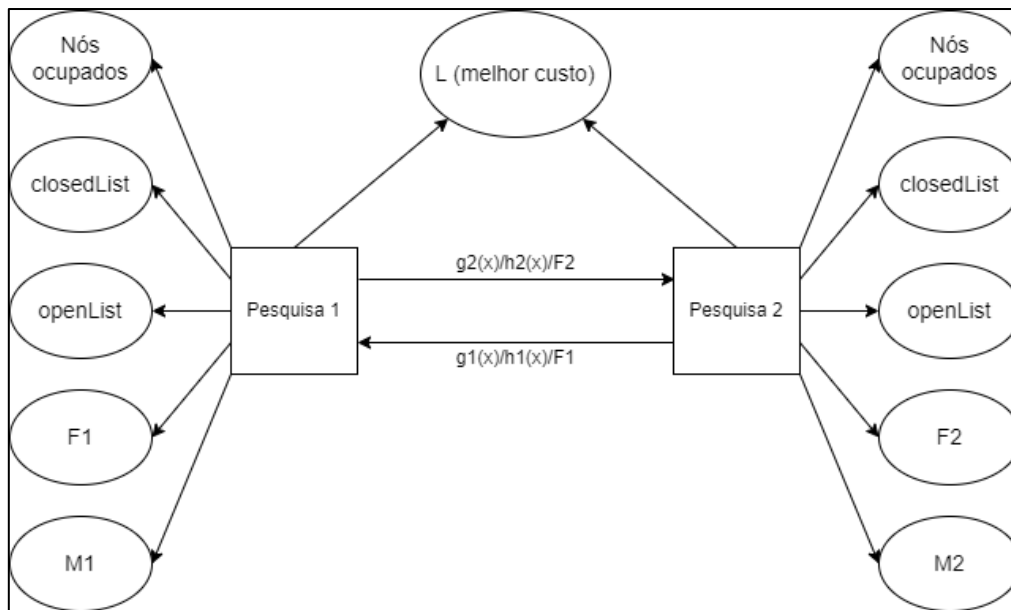 Nós
ocupados
L (melhor custo)
Nós
ocupados
closedList
closedList
g2(x)/h2(x)/F2
openList
Pesquisa 1
Pesquisa 2
openList
g1(x)/h1(x)/F1
F1
F2
M1
M2